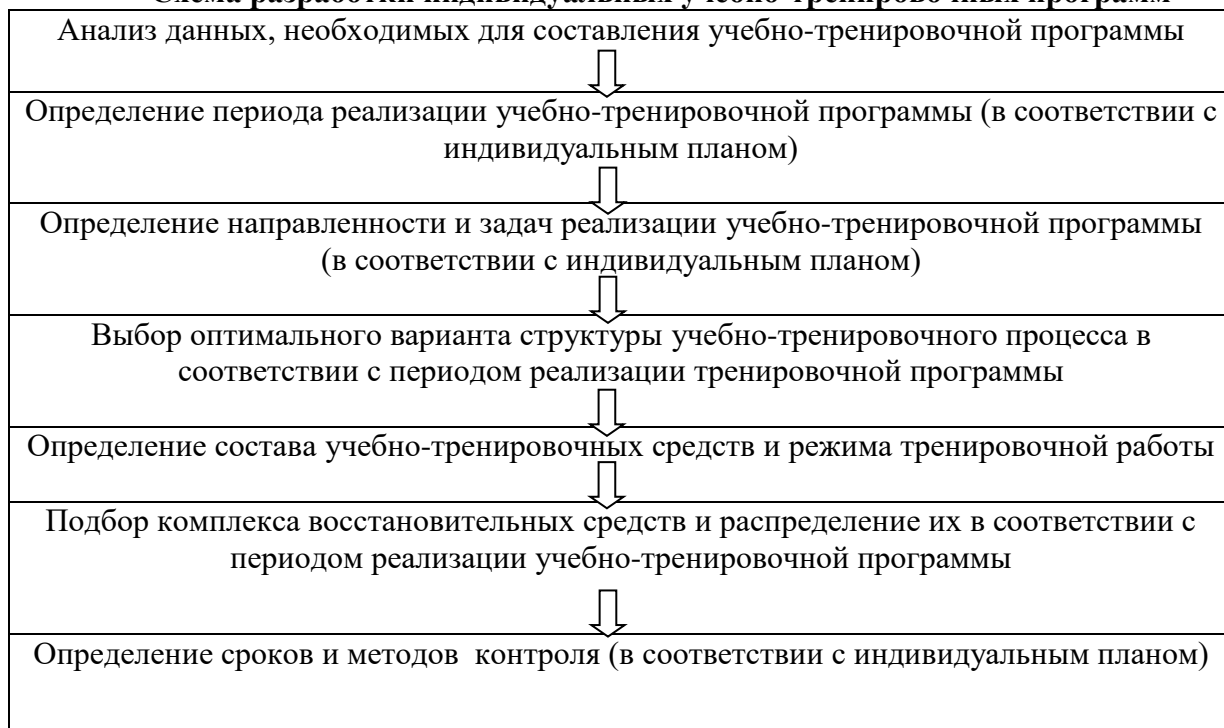 Схема разработки индивидуальных учебно-тренировочных программ
Анализ данных, необходимых для составления учебно-тренировочной программы
Определение периода реализации учебно-тренировочной программы (в соответствии с
индивидуальным планом)
Определение направленности и задач реализации учебно-тренировочной программы
(в соответствии с индивидуальным планом)
Выбор оптимального варианта структуры учебно-тренировочного процесса в
соответствии с периодом реализации тренировочной программы
Определение состава учебно-тренировочных средств и режима тренировочной работы
Подбор комплекса восстановительных средств и распределение их в соответствии с
периодом реализации учебно-тренировочной программы
Определение сроков и методов контроля (в соответствии с индивидуальным планом)